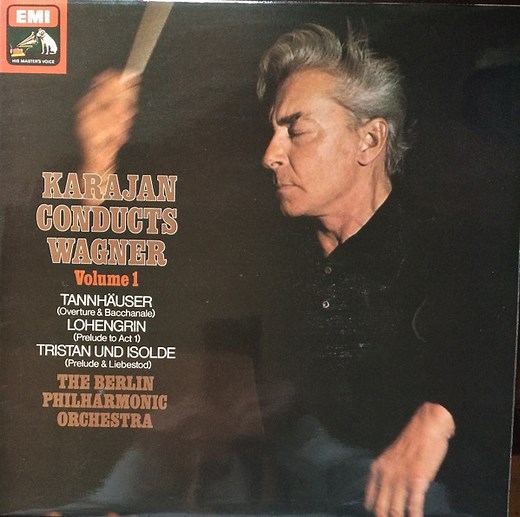 EMI
HIS MASTER'S VOICE
KARAJAN
CONDUCTS
WAGNER
Volume 1
TANNHÄUSER
(Overture & Bacchanale)
LOHENGRIN
(Prelude to Act 1)
TRISTAN UND ISOLDE
(Prelude & Liebestod)
THE BERLIN
PHILHARMONIC
ORCHESTRA